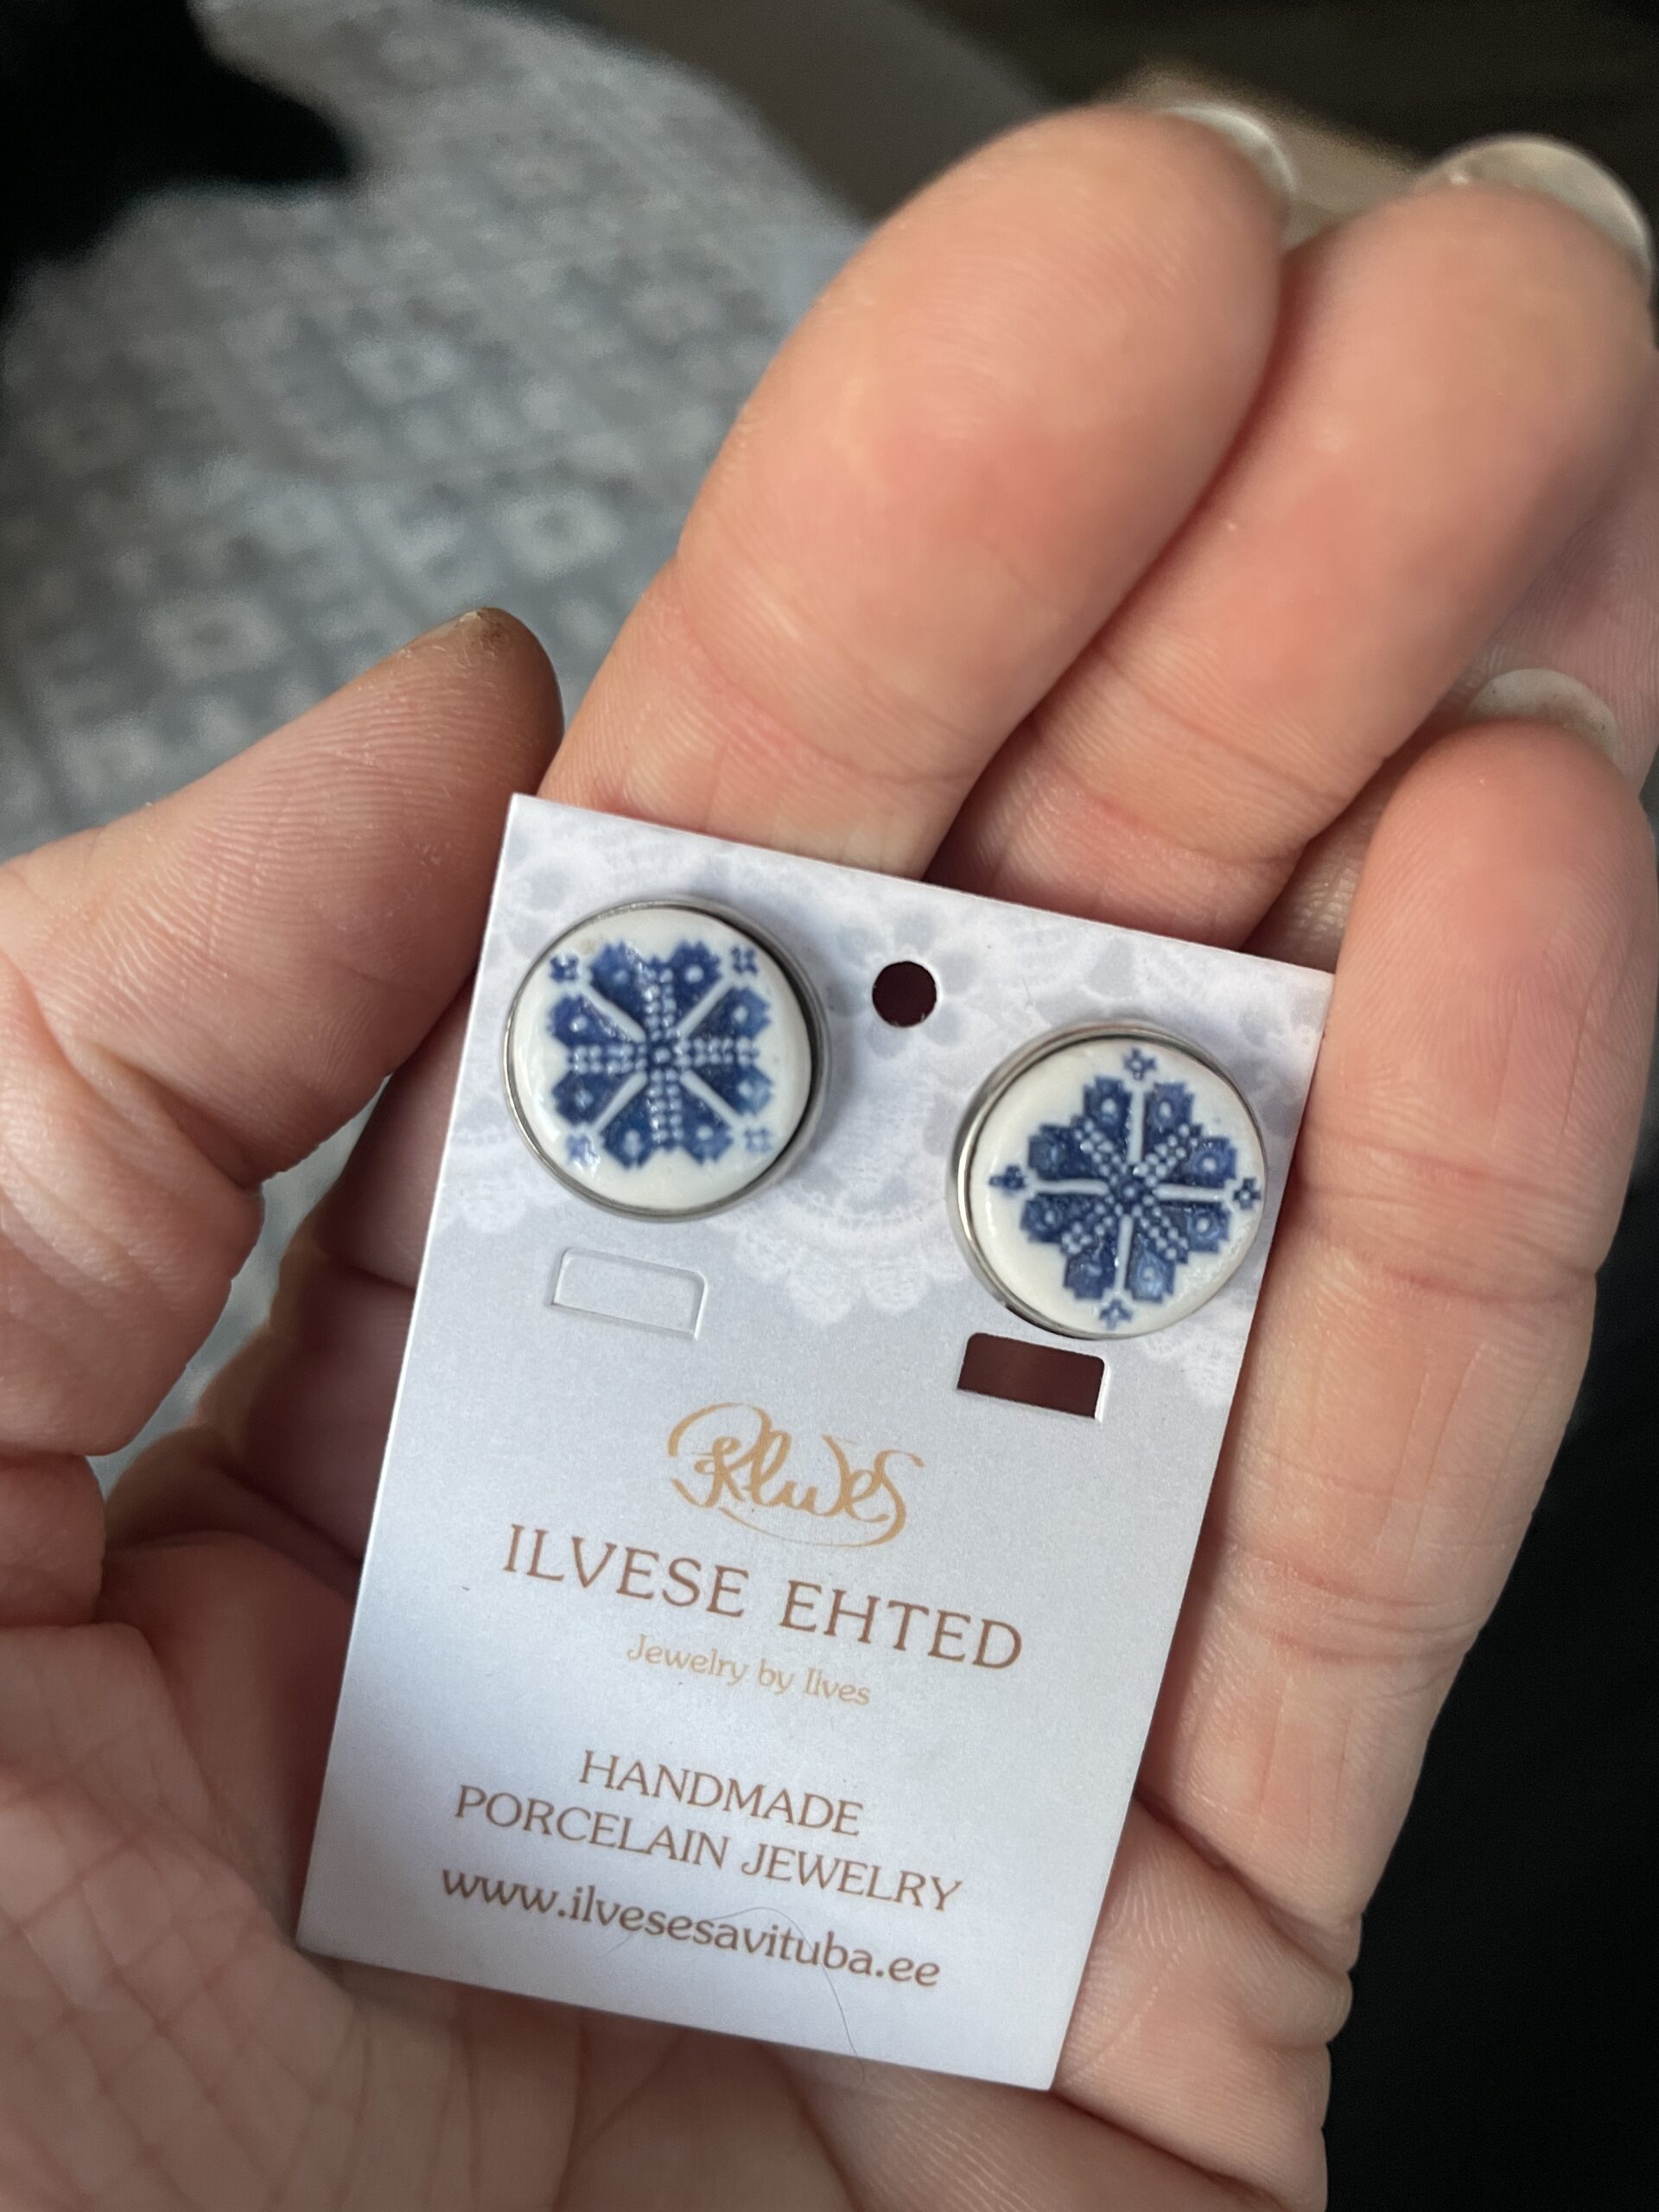 ILVESE EHTED
Jewelry by Ilves
HANDMADE
PORCELAIN JEWELRY
www.ilvesesavituba.ee